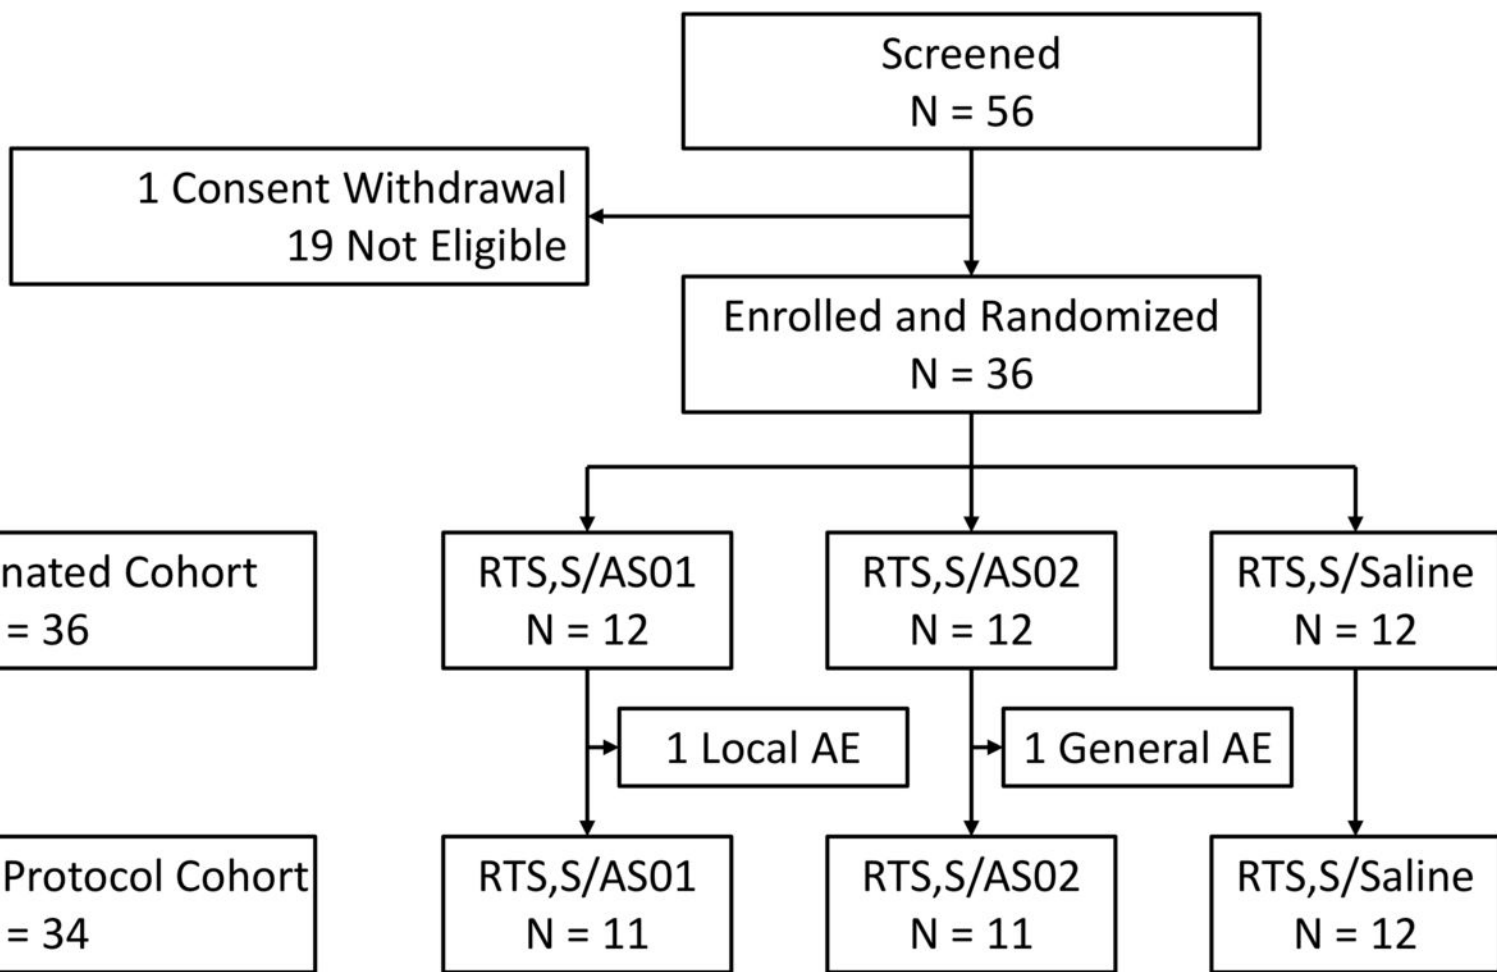 Screened
N = 56
1 Consent Withdrawal
19 Not Eligible
Enrolled and Randomized
N = 36
nated Cohort
= 36
RTS,S/AS01
N = 12
RTS,S/AS02
N = 12
RTS,S/Saline
N = 12
1 Local AE
1 General AE
Protocol Cohort
= 34
RTS,S/AS01
N = 11
RTS,S/AS02
N = 11
RTS,S/Saline
N = 12